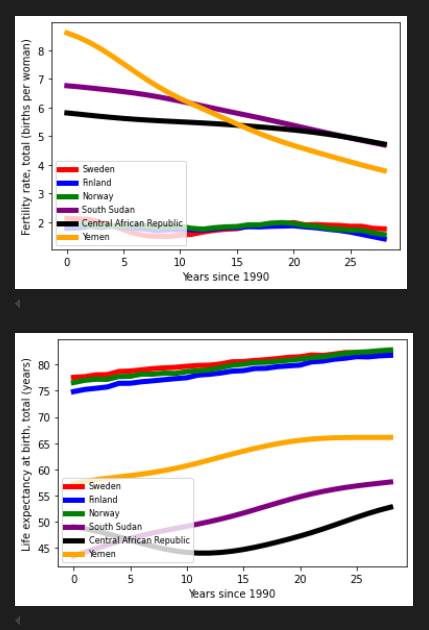 Fertility rate, total (births per woman)
8
7
6
5
4
3
2
Sweden
Finland
Norway
South Sudan
Central African Republic
Yemen
0 5 10 15 20 25
Years since 1990
Life expectancy at birth, total (years)
80
75
70
65
60
55
50
45
Sweden
Finland
Norway
South Sudan
Central African Republic
Yemen
0 5 10 15 20 25
Years since 1990